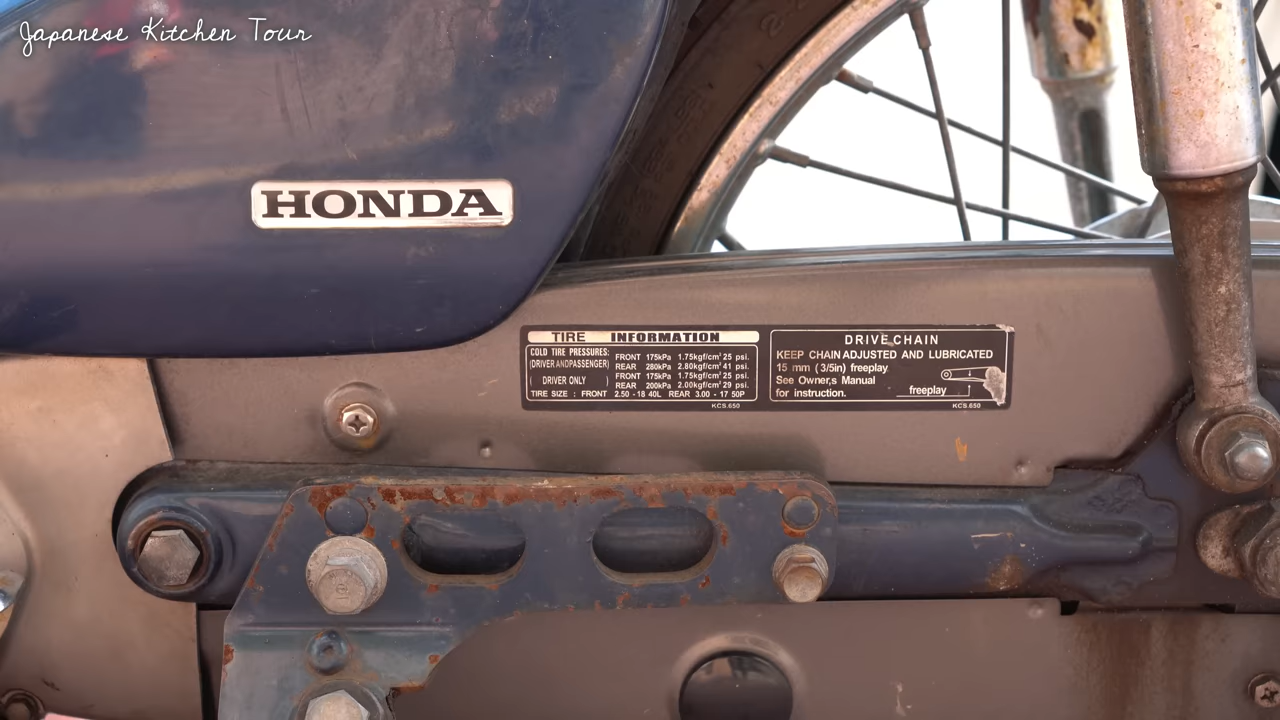 Japanese Kitchen Tour
HONDA
TIRE INFORMATION
COLD TIRE PRESSURES:
(DRIVER AND PASSENGER)
FRONT 175kPa 1.75kgf/cm² 25 psi.
REAR 280kPa 2.80kgf/cm² 41 psi.
( DRIVER ONLY )
FRONT 175kPa 1.75kgf/cm² 25 psi.
REAR 200kPa 2.00kgf/cm² 29 psi.
TIRE SIZE : FRONT 2.50 - 18 40L REAR 3.00 - 17 50P
KCS.650
DRIVE CHAIN
KEEP CHAIN ADJUSTED AND LUBRICATED
15 mm (3/5in) freeplay
See Owner,s Manual
for instruction.
freeplay
KCS.650